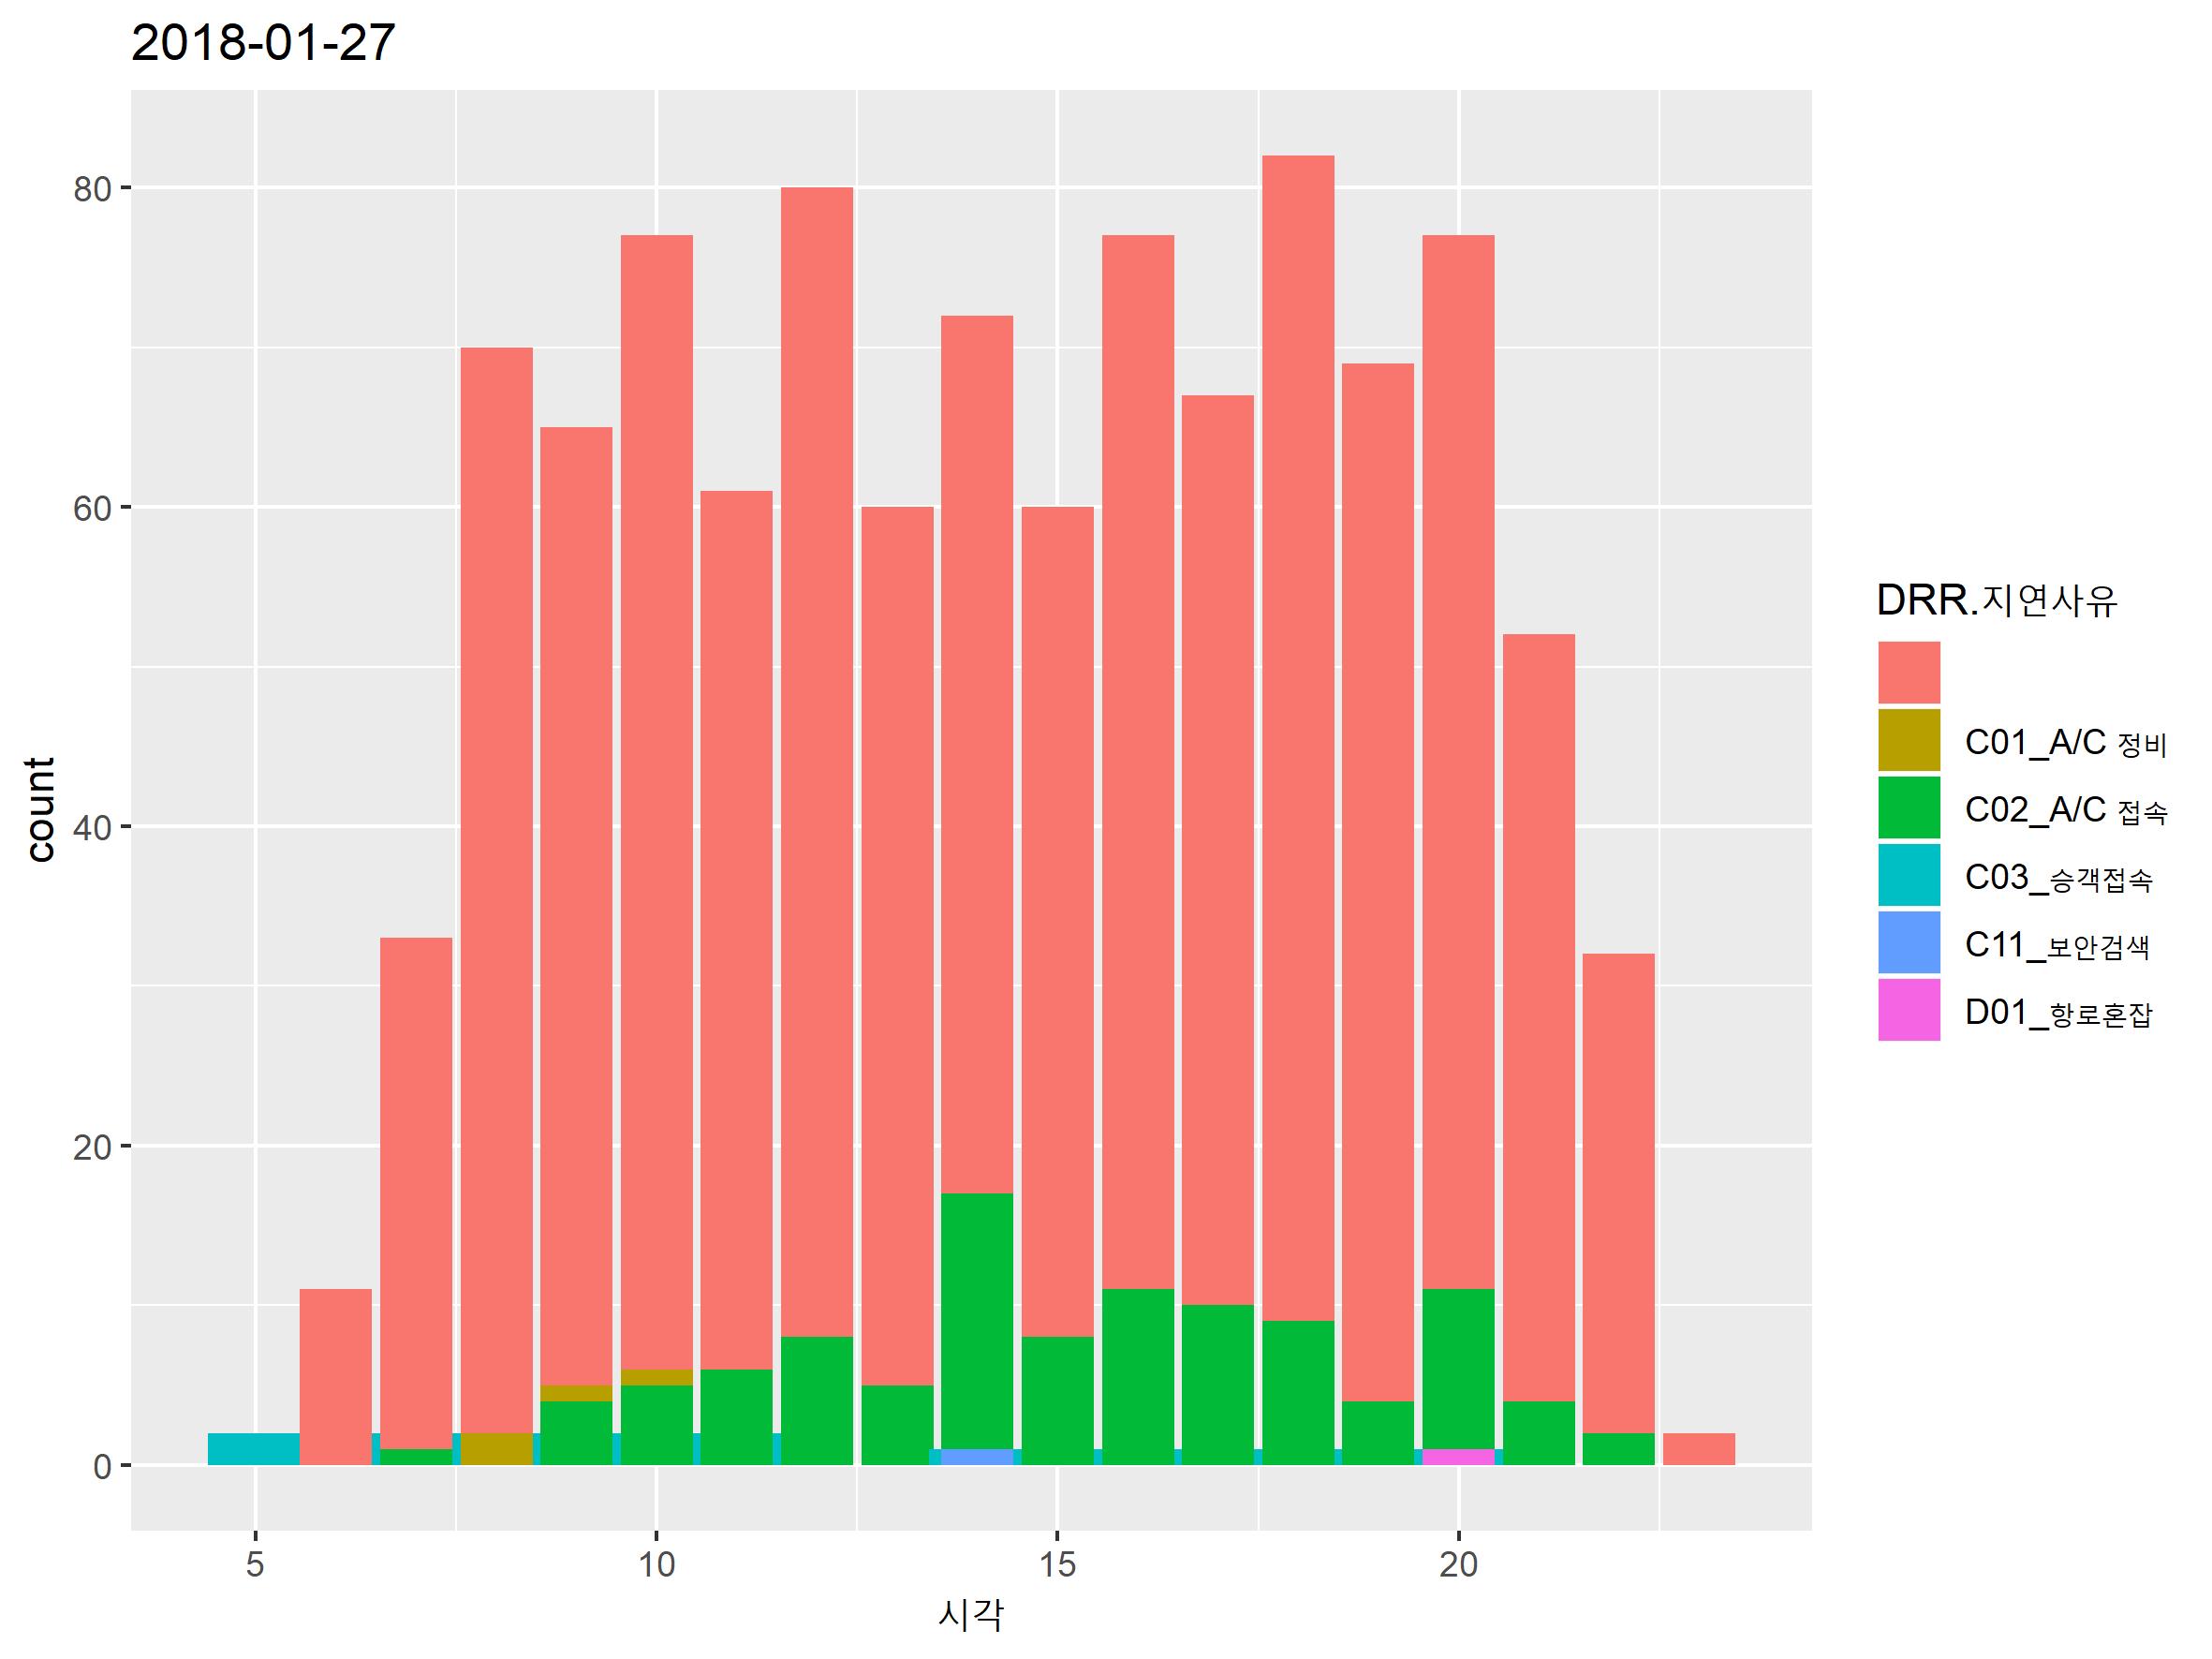 2018-01-27
80
60
40
20
0
count
5 10 15 20
시각
DRR.지연사유
C01_A/C 정비
C02_A/C 접속
C03_승객접속
C11_보안검색
D01_항로혼잡